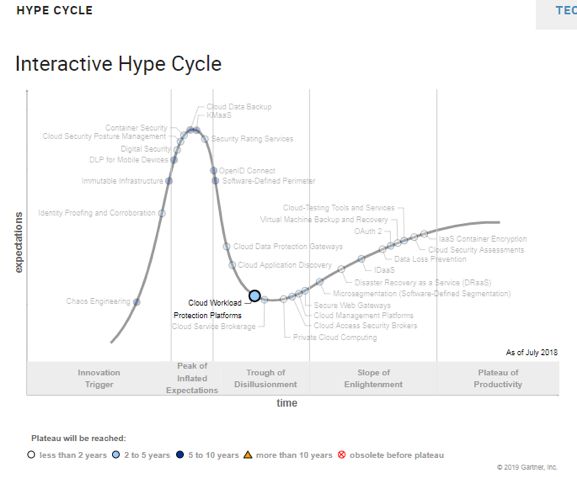 HYPE CYCLE
TEC
Interactive Hype Cycle
Cloud Data Backup
KMaaS
Container Security
Cloud Security Posture Management
Security Rating Services
Digital Security
DLP for Mobile Devices
OpenID Connect
Immutable Infrastructure
Software-Defined Perimeter
Cloud-Testing Tools and Services
Identity Proofing and Corroboration
Virtual Machine Backup and Recovery
OAuth 2
IaaS Container Encryption
Cloud Data Protection Gateways
Cloud Security Assessments
Data Loss Prevention
Cloud Application Discovery
IDaaS
Disaster Recovery as a Service (DRaaS)
Microsegmentation (Software-Defined Segmentation)
Chaos Engineering
Cloud Workload
Protection Platforms
Secure Web Gateways
Cloud Management Platforms
Cloud Service Brokerage
Cloud Access Security Brokers
Private Cloud Computing
expectations
As of July 2018
Innovation
Trigger
Peak of
Inflated
Expectations
Trough of
Disillusionment
Slope of
Enlightenment
Plateau of
Productivity
time
Plateau will be reached:
less than 2 years 2 to 5 years 5 to 10 years more than 10 years obsolete before plateau
© 2019 Gartner, Inc.